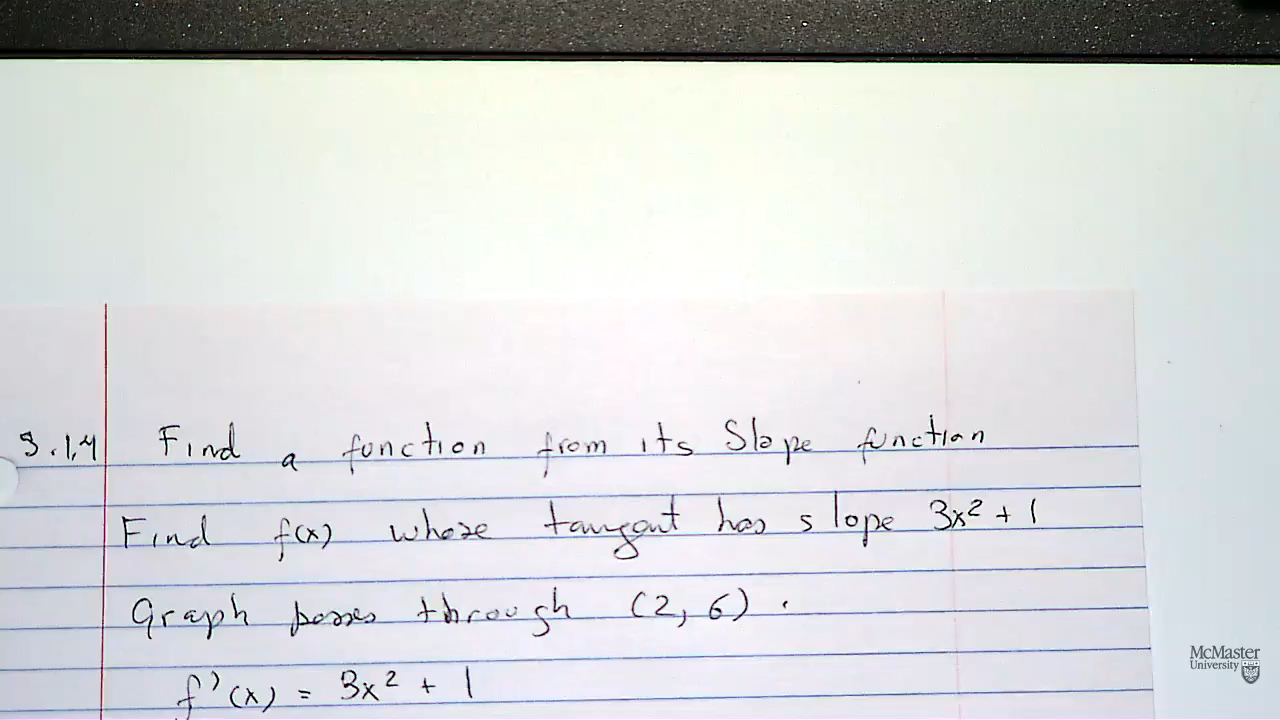 5.1.4 Find a function from its Slope function
Find f(x) whose tangent has slope 3x² + 1
Graph passes through (2, 6).
f'(x) = 3x² + 1
McMaster
University